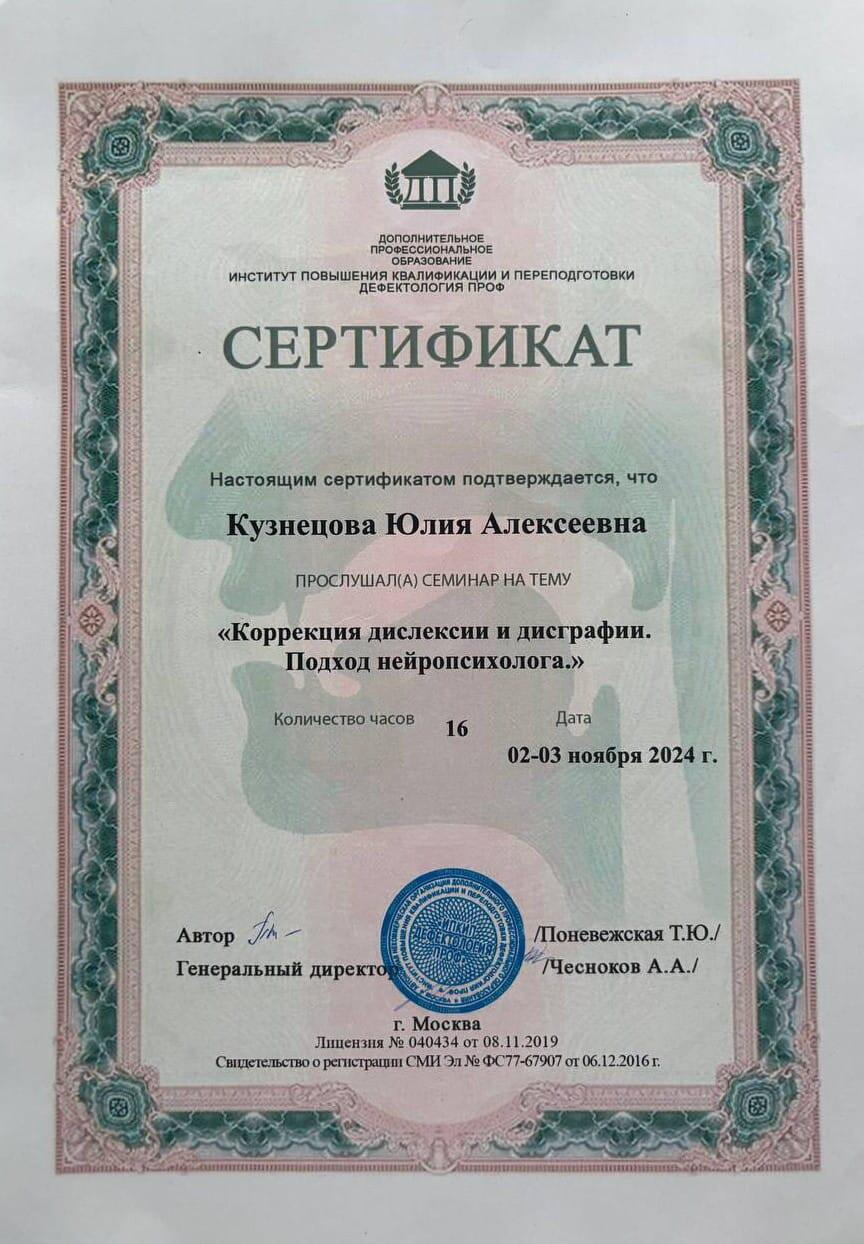 ДП
ДОПОЛНИТЕЛЬНОЕ
ПРОФЕССИОНАЛЬНОЕ
ОБРАЗОВАНИЕ
ИНСТИТУТ ПОВЫШЕНИЯ КВАЛИФИКАЦИИ И ПЕРЕПОДГОТОВКИ
ДЕФЕКТОЛОГИЯ ПРОФ
СЕРТИФИКАТ
Настоящим сертификатом подтверждается, что
Кузнецова Юлия Алексеевна
ПРОСЛУШАЛ(А) СЕМИНАР НА ТЕМУ
«Коррекция дислексии и дисграфии.
Подход нейропсихолога.»
Количество часов 16 Дата
02-03 ноября 2024 г.
Автор /Поневежская Т.Ю./
Генеральный директор /Чесноков А.А./
ИПКИП
ДЕФЕКТОЛОГИЯ
ПРОФ
г. Москва
Лицензия № 040434 от 08.11.2019
Свидетельство о регистрации СМИ Эл № ФС77-67907 от 06.12.2016 г.